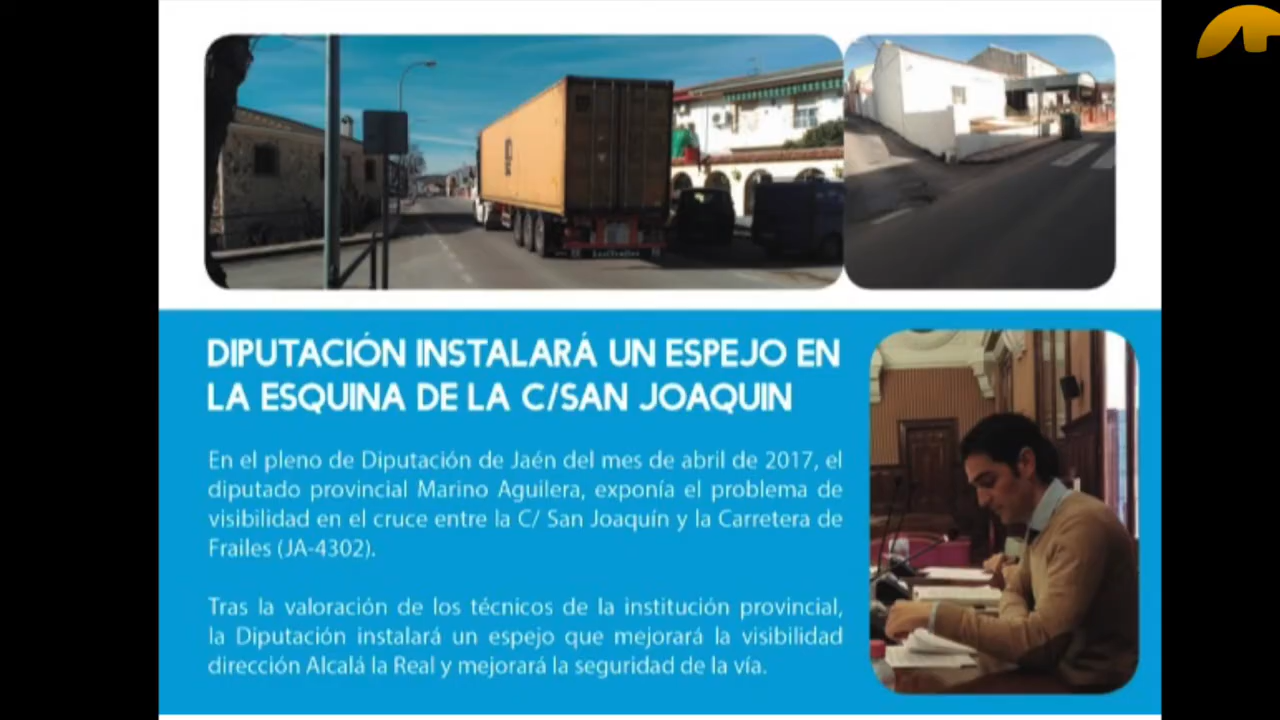 DIPUTACIÓN INSTALARÁ UN ESPEJO EN
LA ESQUINA DE LA C/SAN JOAQUIN
En el pleno de Diputación de Jaén del mes de abril de 2017, el
diputado provincial Marino Aguilera, exponía el problema de
visibilidad en el cruce entre la C/ San Joaquín y la Carretera de
Frailes (JA-4302).
Tras la valoración de los técnicos de la institución provincial,
la Diputación instalará un espejo que mejorará la visibilidad
dirección Alcalá la Real y mejorará la seguridad de la vía.